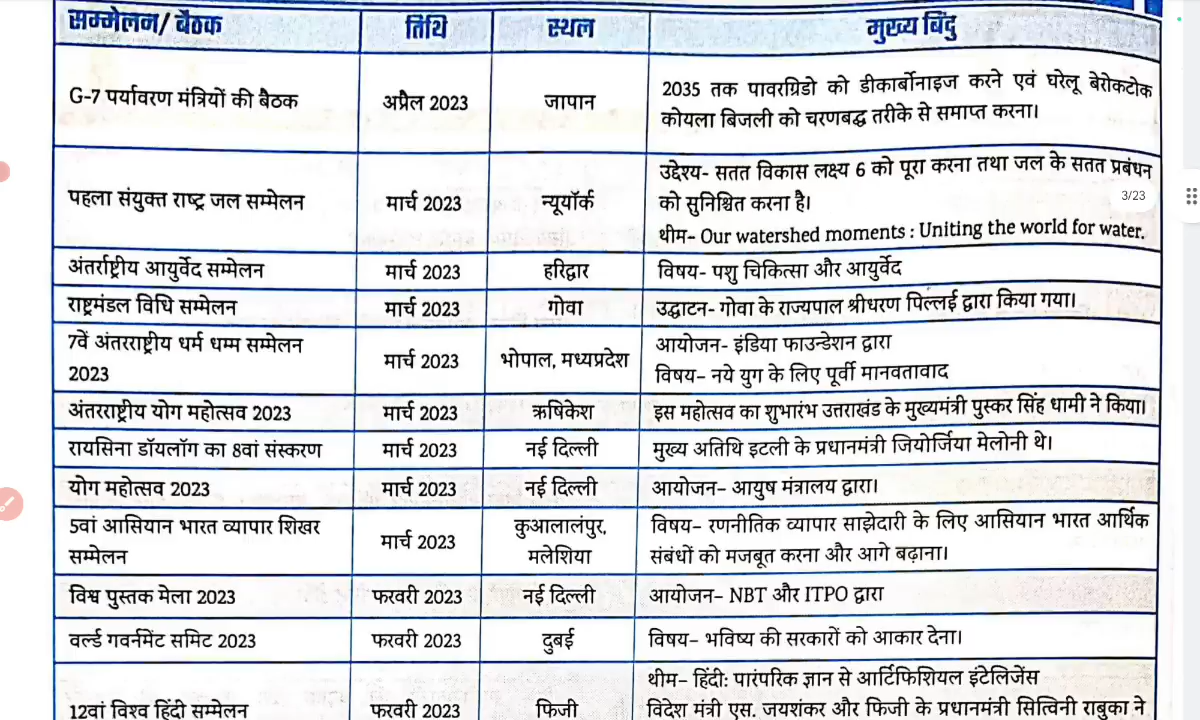 सम्मेलन/ बैठक तिथि स्थल मुख्य बिंदु
G-7 पर्यावरण मंत्रियों की बैठक अप्रैल 2023 जापान 2035 तक पावरग्रिडो को डीकार्बोनाइज करने एवं घरेलू बेरोकटोक
कोयला बिजली को चरणबद्ध तरीके से समाप्त करना।
पहला संयुक्त राष्ट्र जल सम्मेलन मार्च 2023 न्यूयॉर्क उद्देश्य- सतत विकास लक्ष्य 6 को पूरा करना तथा जल के सतत प्रबंधन
को सुनिश्चित करना है।
3/23
थीम- Our watershed moments : Uniting the world for water.
अंतर्राष्ट्रीय आयुर्वेद सम्मेलन मार्च 2023 हरिद्वार विषय- पशु चिकित्सा और आयुर्वेद
राष्ट्रमंडल विधि सम्मेलन मार्च 2023 गोवा उद्घाटन- गोवा के राज्यपाल श्रीधरण पिल्लई द्वारा किया गया।
7वें अंतरराष्ट्रीय धर्म धम्म सम्मेलन
2023 मार्च 2023 भोपाल, मध्यप्रदेश आयोजन- इंडिया फाउन्डेशन द्वारा
विषय- नये युग के लिए पूर्वी मानवतावाद
अंतरराष्ट्रीय योग महोत्सव 2023 मार्च 2023 ऋषिकेश इस महोत्सव का शुभारंभ उत्तराखंड के मुख्यमंत्री पुस्कर सिंह धामी ने किया।
रायसिना डॉयलॉग का 8वां संस्करण मार्च 2023 नई दिल्ली मुख्य अतिथि इटली के प्रधानमंत्री जियोर्जिया मेलोनी थे।
योग महोत्सव 2023 मार्च 2023 नई दिल्ली आयोजन- आयुष मंत्रालय द्वारा।
5वां आसियान भारत व्यापार शिखर
सम्मेलन मार्च 2023 कुआलालंपुर,
मलेशिया विषय- रणनीतिक व्यापार साझेदारी के लिए आसियान भारत आर्थिक
संबंधों को मजबूत करना और आगे बढ़ाना।
विश्व पुस्तक मेला 2023 फरवरी 2023 नई दिल्ली आयोजन- NBT और ITPO द्वारा
वर्ल्ड गवर्नमेंट समिट 2023 फरवरी 2023 दुबई विषय- भविष्य की सरकारों को आकार देना।
12वां विश्व हिंदी सम्मेलन फरवरी 2023 फिजी थीम- हिंदी: पारंपरिक ज्ञान से आर्टिफिशियल इंटेलिजेंस
विदेश मंत्री एस. जयशंकर और फिजी के प्रधानमंत्री सित्विनी राबुका ने